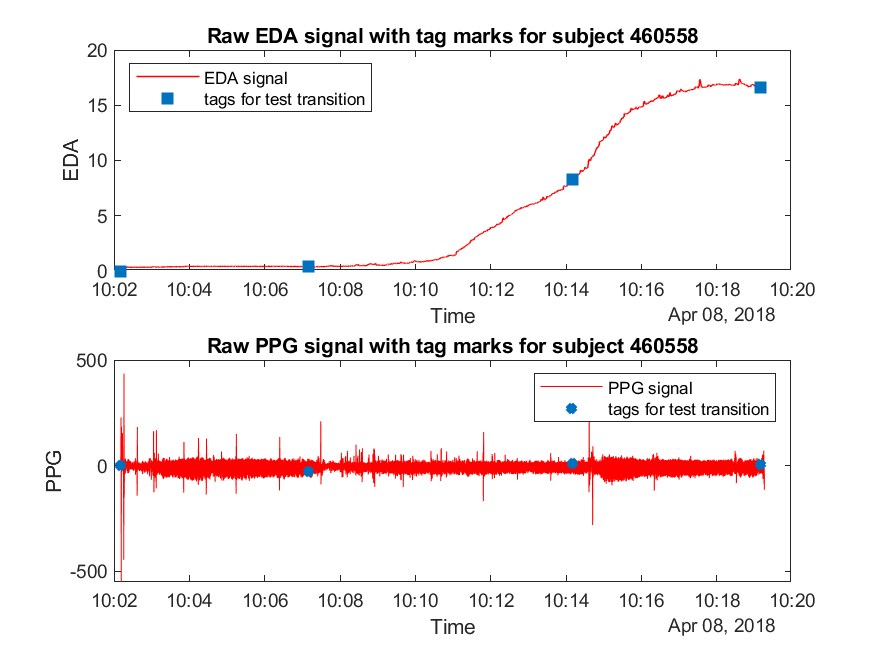 Raw EDA signal with tag marks for subject 460558
20
15
10
5
0
EDA
EDA signal
tags for test transition
10:02 10:04 10:06 10:08 10:10 10:12 10:14 10:16 10:18 10:20
Time
Apr 08, 2018
Raw PPG signal with tag marks for subject 460558
500
0
-500
PPG
PPG signal
tags for test transition
10:02 10:04 10:06 10:08 10:10 10:12 10:14 10:16 10:18 10:20
Time
Apr 08, 2018